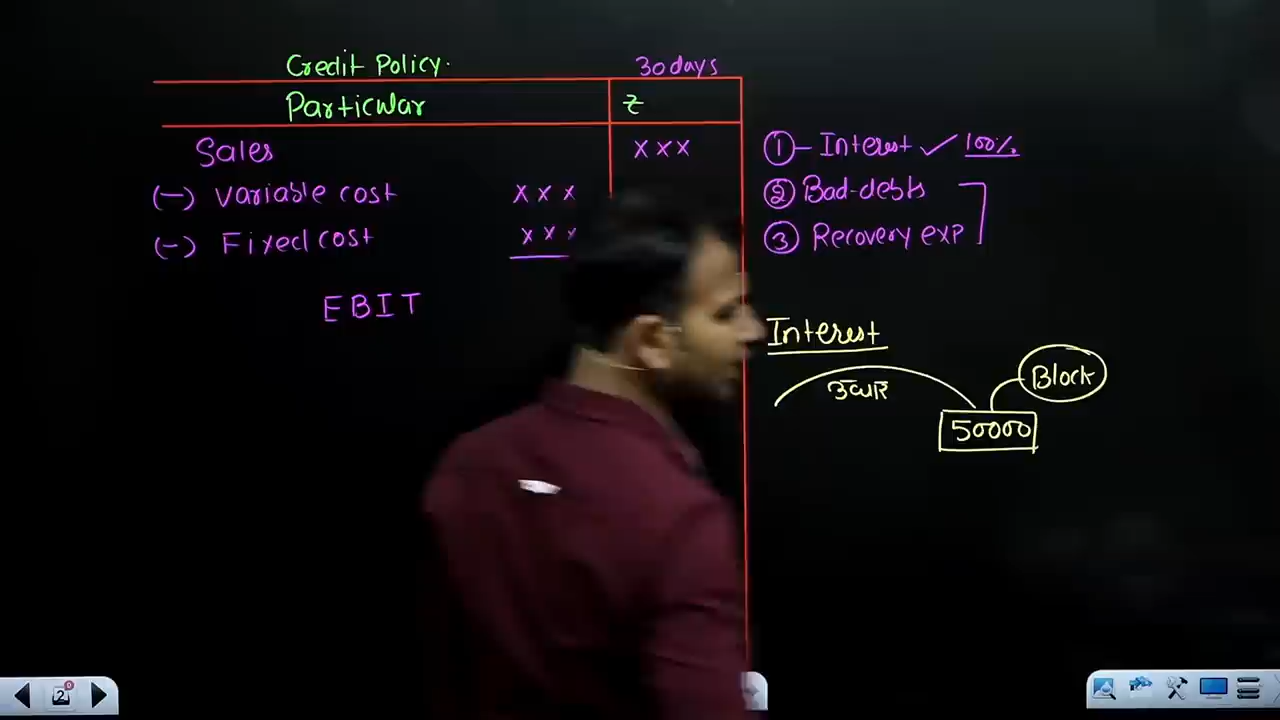 Credit Policy. 30 days
Particular ₹
Sales xxx
(-) variable cost xxx
(-) Fixed cost xxx
EBIT
① - Interest ✓ 100%
② Bad-debts
③ Recovery exp
Interest
उधार
Block
50000
2